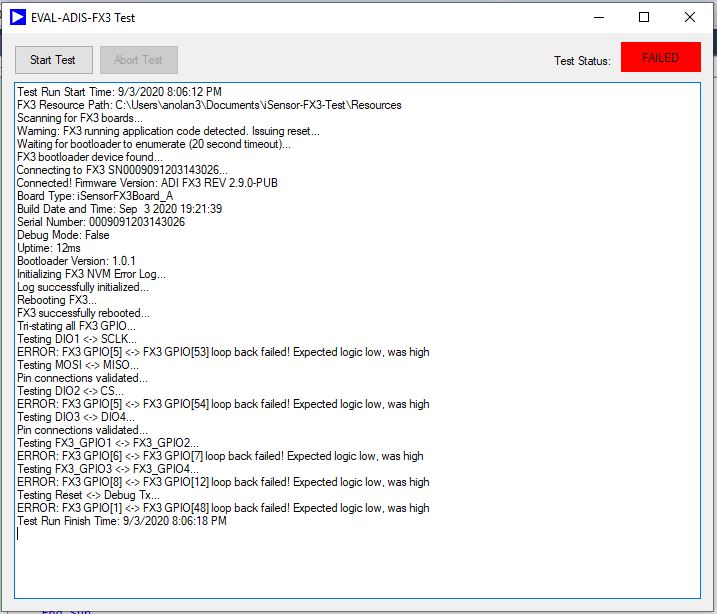 EVAL-ADIS-FX3 Test
Start Test
Abort Test
Test Status:
FAILED
Test Run Start Time: 9/3/2020 8:06:12 PM
FX3 Resource Path: C:\Users\anolan3\Documents\iSensor-FX3-Test\Resources
Scanning for FX3 boards...
Warning: FX3 running application code detected. Issuing reset...
Waiting for bootloader to enumerate (20 second timeout)...
FX3 bootloader device found...
Connecting to FX3 SN0009091203143026...
Connected! Firmware Version: ADI FX3 REV 2.9.0-PUB
Board Type: iSensorFX3Board_A
Build Date and Time: Sep  3 2020 19:21:39
Serial Number: 0009091203143026
Debug Mode: False
Uptime: 12ms
Bootloader Version: 1.0.1
Initializing FX3 NVM Error Log...
Log successfully initialized...
Rebooting FX3...
FX3 successfully rebooted...
Tri-stating all FX3 GPIO...
Testing DIO1 <-> SCLK...
ERROR: FX3 GPIO[5] <-> FX3 GPIO[53] loop back failed! Expected logic low, was high
Testing MOSI <-> MISO...
Pin connections validated...
Testing DIO2 <-> CS...
ERROR: FX3 GPIO[5] <-> FX3 GPIO[54] loop back failed! Expected logic low, was high
Testing DIO3 <-> DIO4...
Pin connections validated...
Testing FX3_GPIO1 <-> FX3_GPIO2...
ERROR: FX3 GPIO[6] <-> FX3 GPIO[7] loop back failed! Expected logic low, was high
Testing FX3_GPIO3 <-> FX3_GPIO4...
ERROR: FX3 GPIO[8] <-> FX3 GPIO[12] loop back failed! Expected logic low, was high
Testing Reset <-> Debug Tx...
ERROR: FX3 GPIO[1] <-> FX3 GPIO[48] loop back failed! Expected logic low, was high
Test Run Finish Time: 9/3/2020 8:06:18 PM
End Sub